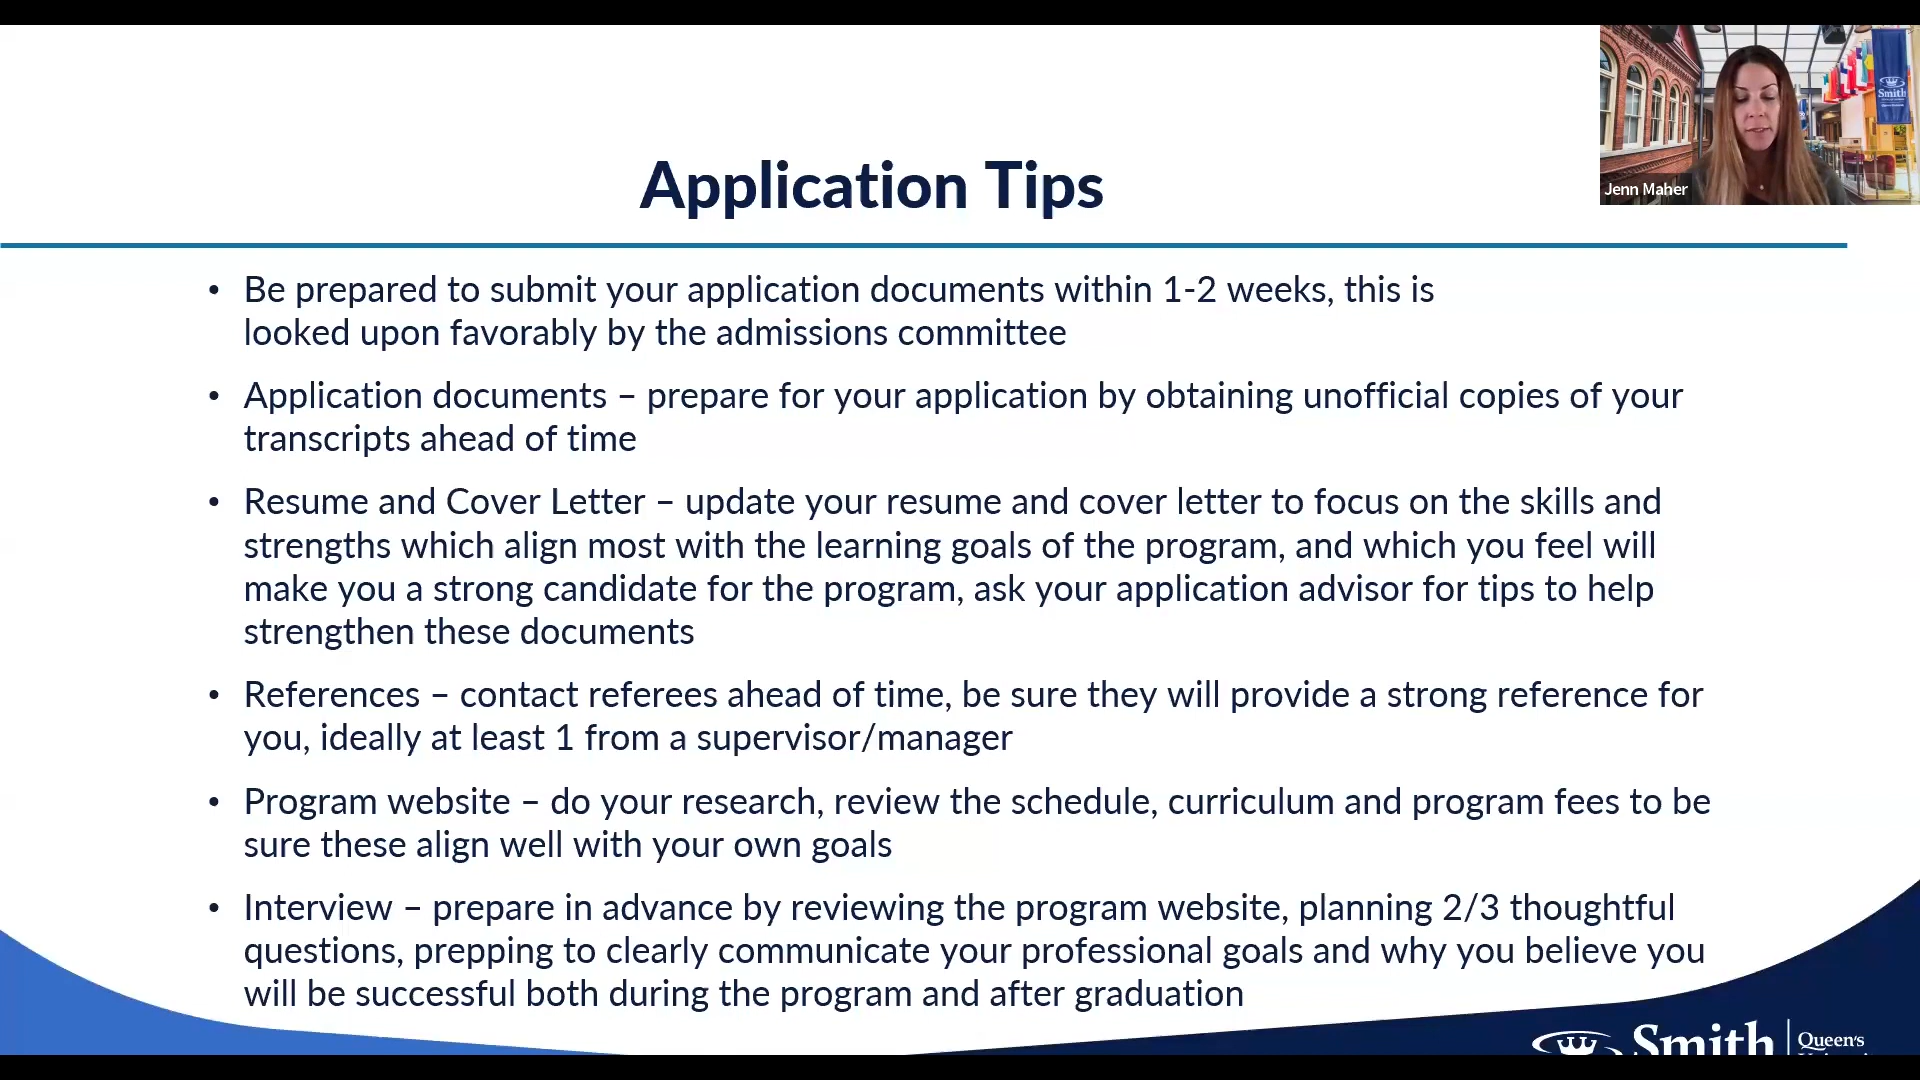 Smith
Jenn Maher
Application Tips
• Be prepared to submit your application documents within 1-2 weeks, this is
looked upon favorably by the admissions committee
• Application documents – prepare for your application by obtaining unofficial copies of your
transcripts ahead of time
• Resume and Cover Letter – update your resume and cover letter to focus on the skills and
strengths which align most with the learning goals of the program, and which you feel will
make you a strong candidate for the program, ask your application advisor for tips to help
strengthen these documents
• References – contact referees ahead of time, be sure they will provide a strong reference for
you, ideally at least 1 from a supervisor/manager
• Program website – do your research, review the schedule, curriculum and program fees to be
sure these align well with your own goals
• Interview – prepare in advance by reviewing the program website, planning 2/3 thoughtful
questions, prepping to clearly communicate your professional goals and why you believe you
will be successful both during the program and after graduation
Smith
Queen's